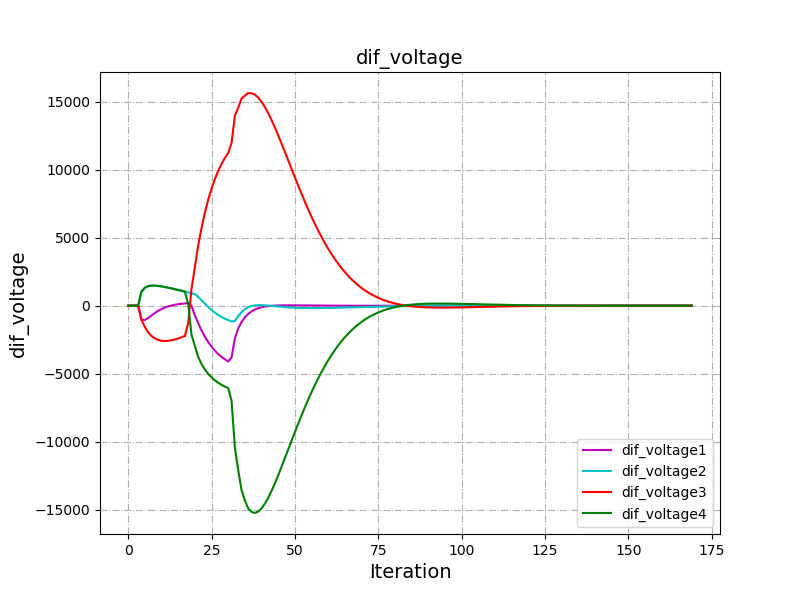 dif_voltage
15000
10000
5000
0
−5000
−10000
−15000
dif_voltage
0 25 50 75 100 125 150 175
Iteration
dif_voltage1
dif_voltage2
dif_voltage3
dif_voltage4